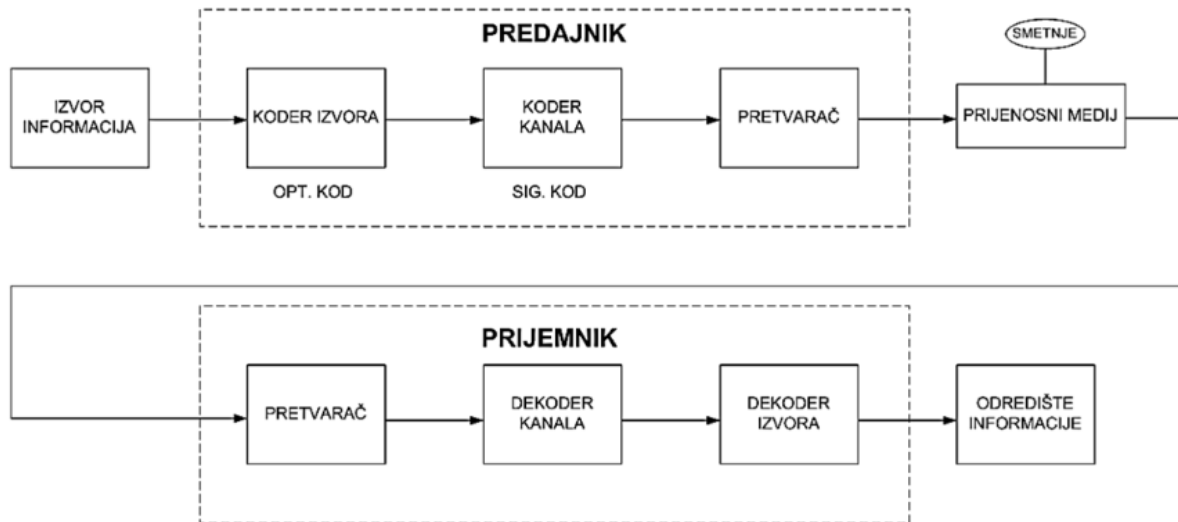 PREDAJNIK
SMETNJE
IZVOR
INFORMACIJA
KODER IZVORA
KODER
KANALA
PRETVARAČ
PRIJENOSNI MEDIJ
OPT. KOD
SIG. KOD
PRIJEMNIK
PRETVARAČ
DEKODER
KANALA
DEKODER
IZVORA
ODREDIŠTE
INFORMACIJE